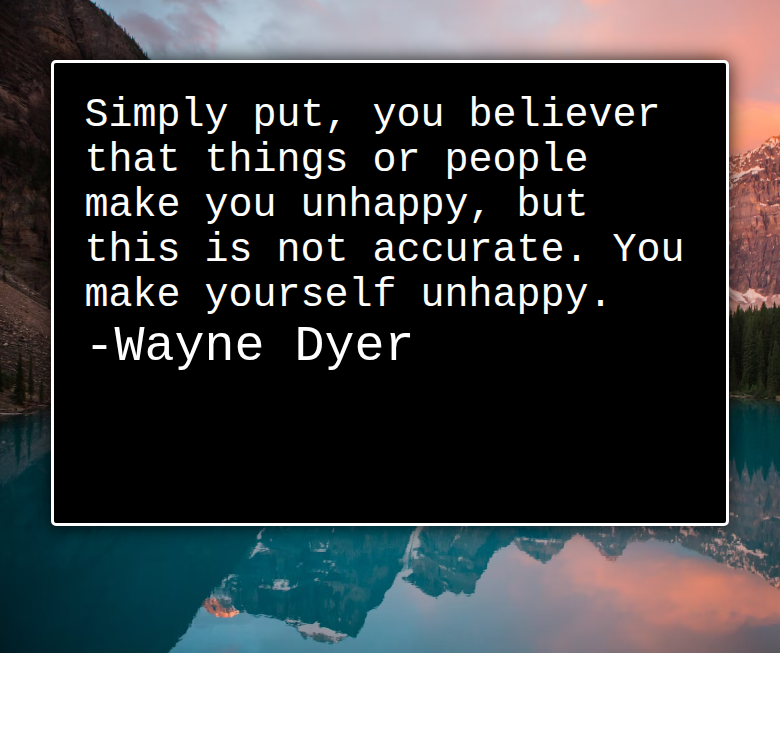 Simply put, you believer
that things or people
make you unhappy, but
this is not accurate. You
make yourself unhappy.
-Wayne Dyer